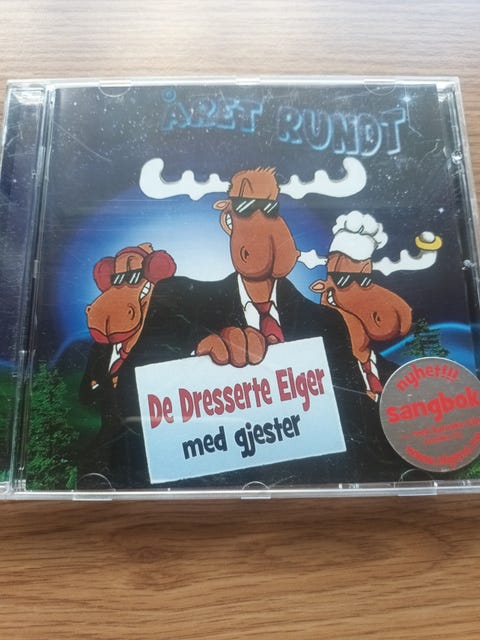 ÅRET RUNDT
De Dresserte Elger
med gjester
nyhet!!!
sangbok